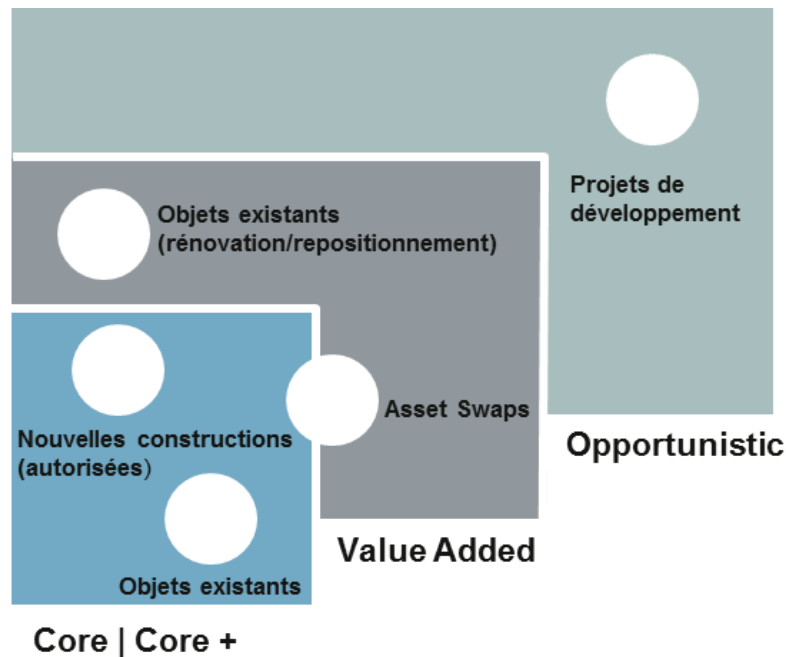 Projets de
développement
Objets existants
(rénovation/repositionnement)
Asset Swaps
Nouvelles constructions
(autorisées)
Opportunistic
Value Added
Objets existants
Core | Core +